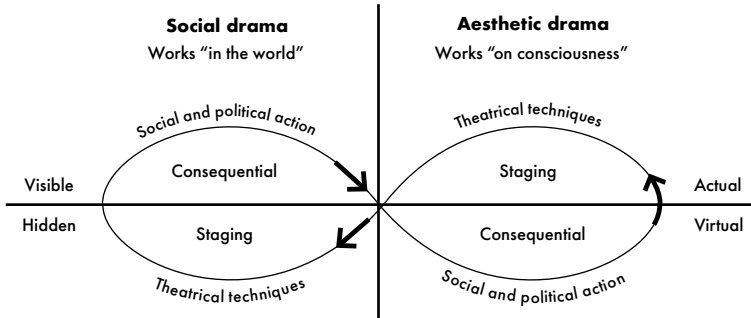 Social drama
Works “in the world”
Aesthetic drama
Works “on consciousness”
Social and political action
Theatrical techniques
Consequential
Staging
Visible
Actual
Hidden
Virtual
Staging
Consequential
Theatrical techniques
Social and political action